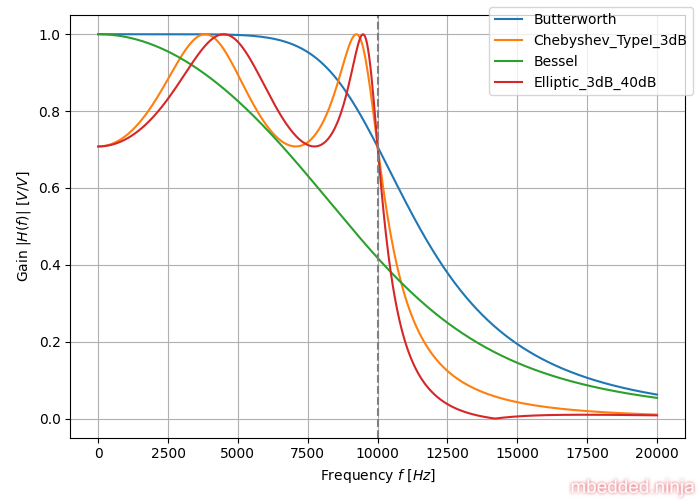 Butterworth
Chebyshev_TypeI_3dB
Bessel
Elliptic_3dB_40dB
1.0
0.8
0.6
0.4
0.2
0.0
Gain |H(f)| [V/V]
0 2500 5000 7500 10000 12500 15000 17500 20000
Frequency f [Hz]
mbedded.ninja